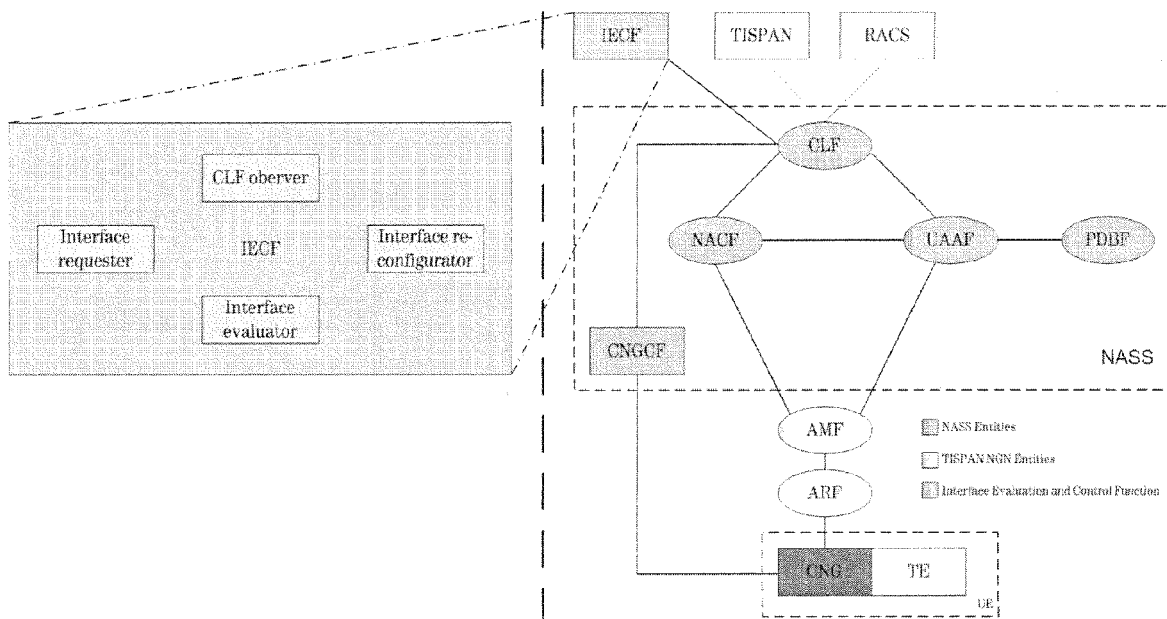 IECF
TISPAN
RACS
CLF
CLF oberver
Interface
requester
IECF
Interface re-
configurator
Interface
evaluator
NACF
UAAF
PDBF
CNGCF
NASS
AMF
NASS Entities
TISPAN NGN Entities
Interface Evaluation and Control Function
ARF
CNG
TE
UE